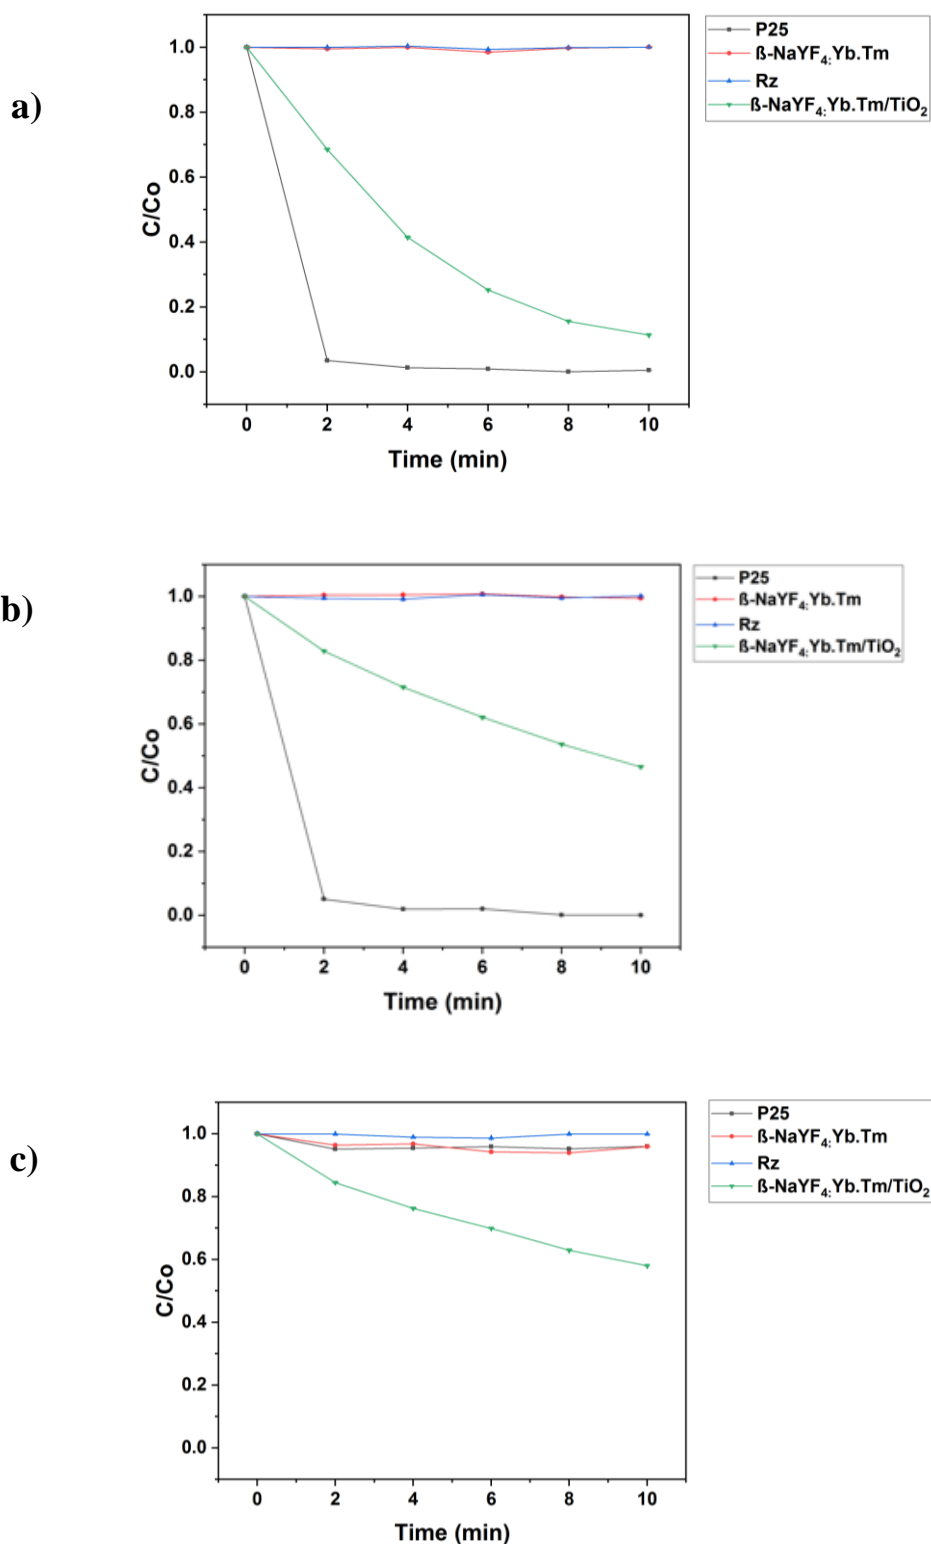 a)
P25
ß-NaYF4:Yb.Tm
Rz
ß-NaYF4:Yb.Tm/TiO2
1.0
0.8
0.6
0.4
0.2
0.0
C/Co
0 2 4 6 8 10
Time (min)
b)
P25
ß-NaYF4:Yb.Tm
Rz
ß-NaYF4:Yb.Tm/TiO2
1.0
0.8
0.6
0.4
0.2
0.0
C/Co
0 2 4 6 8 10
Time (min)
c)
P25
ß-NaYF4:Yb.Tm
Rz
ß-NaYF4:Yb.Tm/TiO2
1.0
0.8
0.6
0.4
0.2
0.0
C/Co
0 2 4 6 8 10
Time (min)